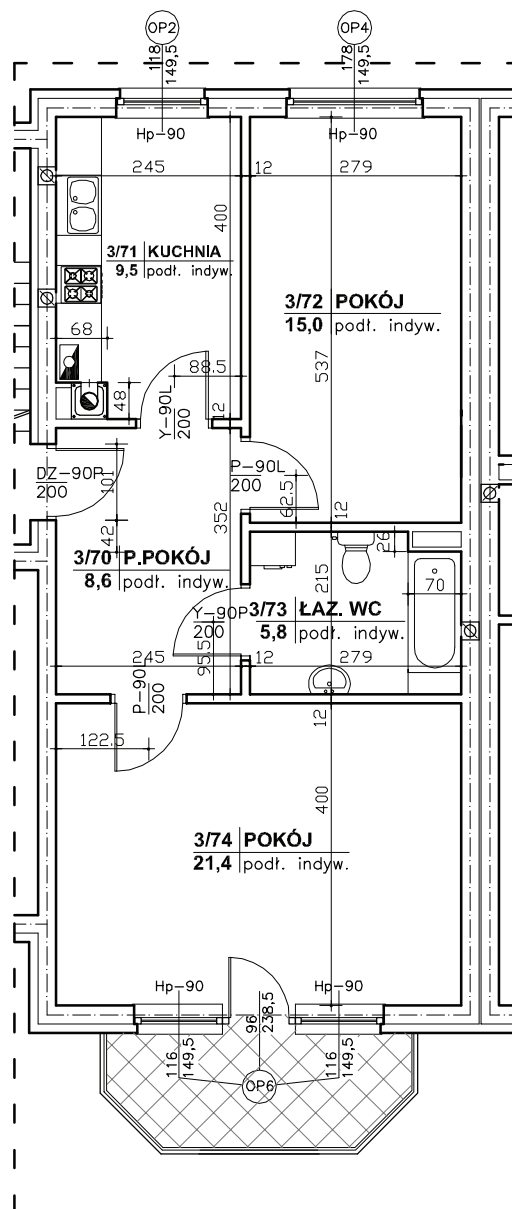 OP2
OP4
118
149,5
178
149,5
Hp-90
Hp-90
245
12
279
400
3/71 KUCHNIA
9,5 podł. indyw.
3/72 POKÓJ
15,0 podł. indyw.
68
537
88.5
48
Y-90L
200
12
DZ-90P
200
101
P-90L
200
62.5
12
352
42
26
3/70 P.POKÓJ
8,6 podł. indyw.
215
70
Y-90P
200
3/73 ŁAZ. WC
5,8 podł. indyw.
95.5
245
12
279
P-90L
200
12
122.5
400
3/74 POKÓJ
21,4 podł. indyw.
Hp-90
Hp-90
96
238,5
116
149,5
116
149,5
OP6